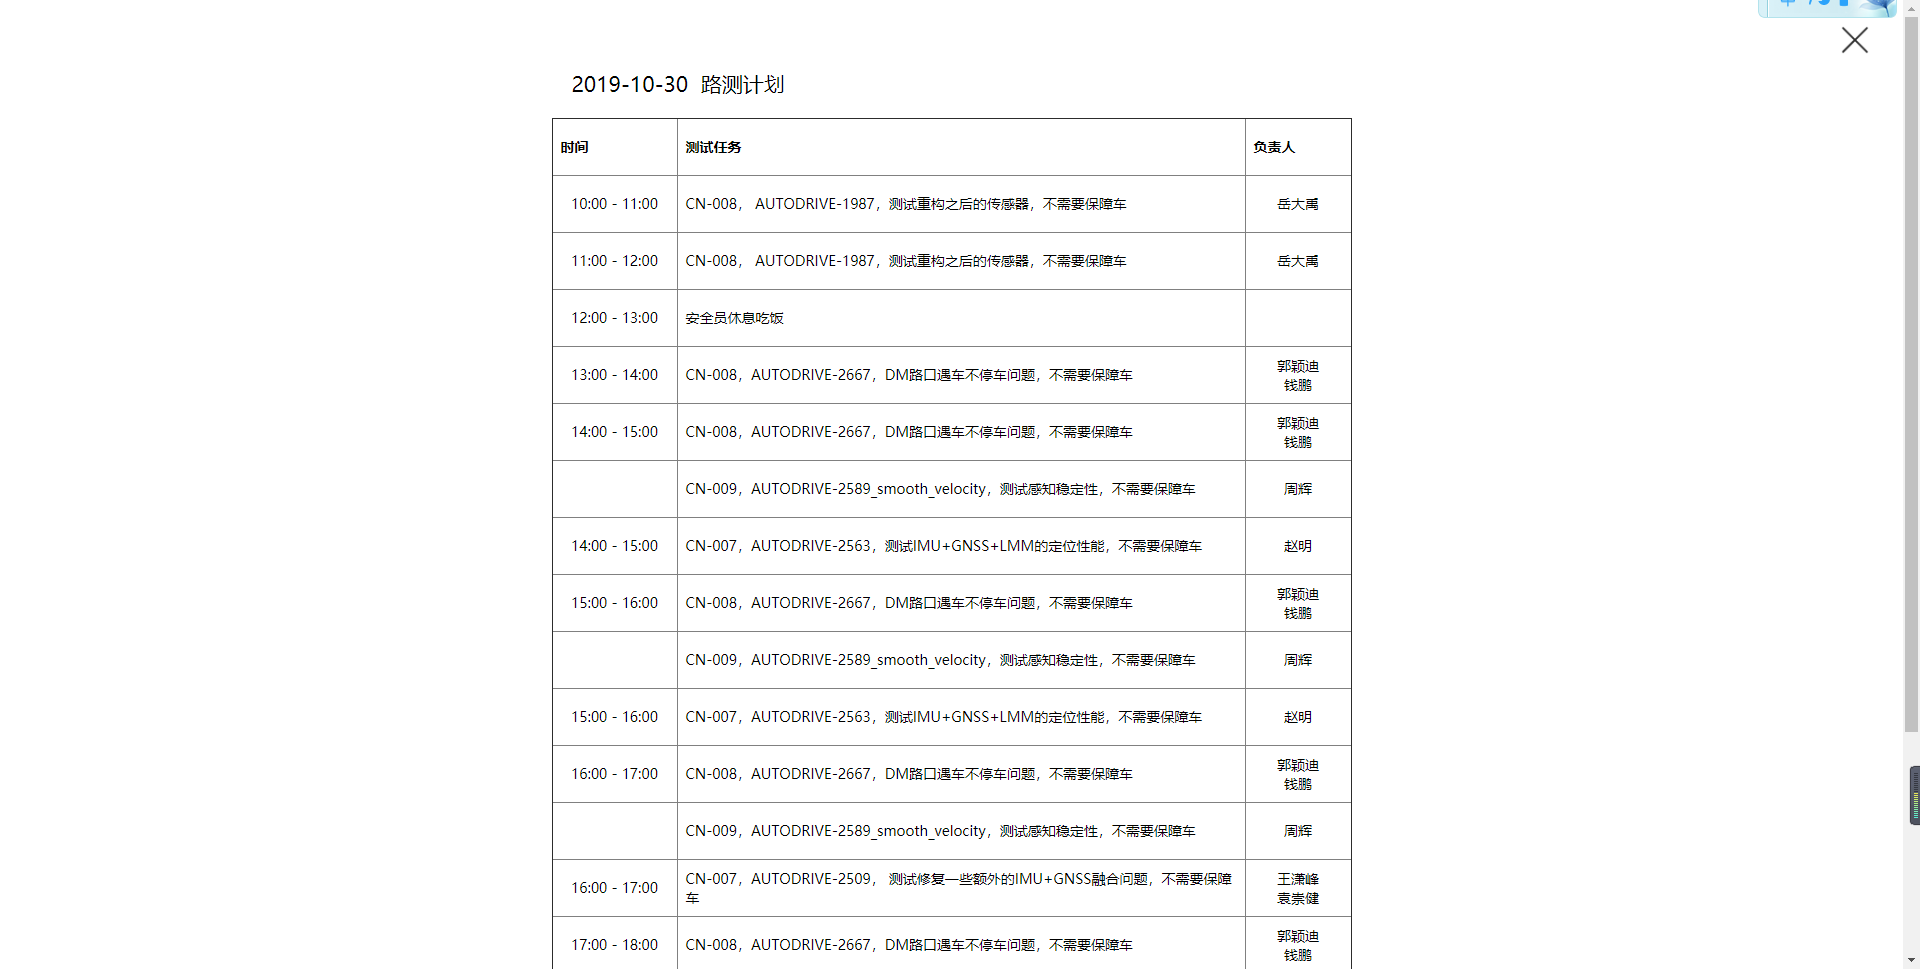 2019-10-30 路测计划
时间 测试任务 负责人
10:00 - 11:00 CN-008， AUTODRIVE-1987，测试重构之后的传感器，不需要保障车 岳大禹
11:00 - 12:00 CN-008， AUTODRIVE-1987，测试重构之后的传感器，不需要保障车 岳大禹
12:00 - 13:00 安全员休息吃饭
13:00 - 14:00 CN-008，AUTODRIVE-2667，DM路口遇车不停车问题，不需要保障车 郭颖迪
钱鹏
14:00 - 15:00 CN-008，AUTODRIVE-2667，DM路口遇车不停车问题，不需要保障车 郭颖迪
钱鹏
CN-009，AUTODRIVE-2589_smooth_velocity，测试感知稳定性，不需要保障车 周辉
14:00 - 15:00 CN-007，AUTODRIVE-2563，测试IMU+GNSS+LMM的定位性能，不需要保障车 赵明
15:00 - 16:00 CN-008，AUTODRIVE-2667，DM路口遇车不停车问题，不需要保障车 郭颖迪
钱鹏
CN-009，AUTODRIVE-2589_smooth_velocity，测试感知稳定性，不需要保障车 周辉
15:00 - 16:00 CN-007，AUTODRIVE-2563，测试IMU+GNSS+LMM的定位性能，不需要保障车 赵明
16:00 - 17:00 CN-008，AUTODRIVE-2667，DM路口遇车不停车问题，不需要保障车 郭颖迪
钱鹏
CN-009，AUTODRIVE-2589_smooth_velocity，测试感知稳定性，不需要保障车 周辉
16:00 - 17:00 CN-007，AUTODRIVE-2509， 测试修复一些额外的IMU+GNSS融合问题，不需要保障
车 王潇峰
袁崇健
17:00 - 18:00 CN-008，AUTODRIVE-2667，DM路口遇车不停车问题，不需要保障车 郭颖迪
钱鹏